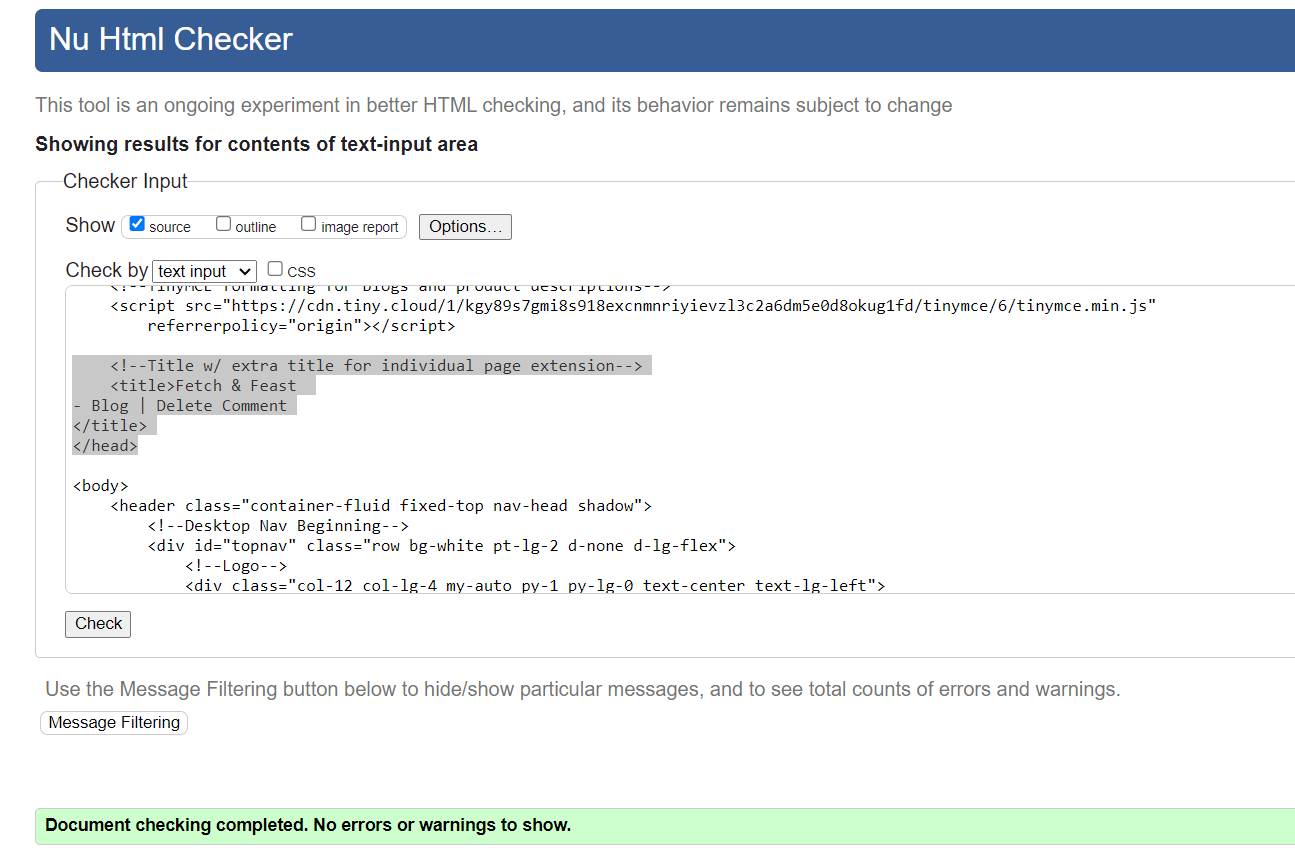 Nu Html Checker
This tool is an ongoing experiment in better HTML checking, and its behavior remains subject to change
Showing results for contents of text-input area
Checker Input
Show source outline image report Options...
Check by text input CSS
<!--TinyMCE formatting for blogs and product descriptions-->
<script src="https://cdn.tiny.cloud/1/kgy89s7gmi8s918excnmnriyievzl3c2a6dm5e0d8okug1fd/tinymce/6/tinymce.min.js"
referrerpolicy="origin"></script>
<!--Title w/ extra title for individual page extension-->
<title>Fetch & Feast
- Blog | Delete Comment
</title>
</head>
<body>
<header class="container-fluid fixed-top nav-head shadow">
<!--Desktop Nav Beginning-->
<div id="topnav" class="row bg-white pt-lg-2 d-none d-lg-flex">
<!--Logo-->
<div class="col-12 col-lg-4 my-auto py-1 py-lg-0 text-center text-lg-left">
Check
Use the Message Filtering button below to hide/show particular messages, and to see total counts of errors and warnings.
Message Filtering
Document checking completed. No errors or warnings to show.